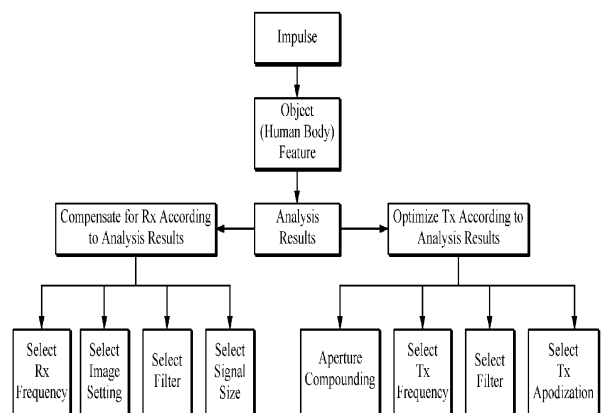 Impulse
Object
(Human Body)
Feature
Compensate for Rx According
to Analysis Results
Analysis
Results
Optimize Tx According to
Analysis Results
Select
Rx
Frequency
Select
Image
Setting
Select
Filter
Select
Signal
Size
Aperture
Compounding
Select
Tx
Frequency
Select
Filter
Select
Tx
Apodization